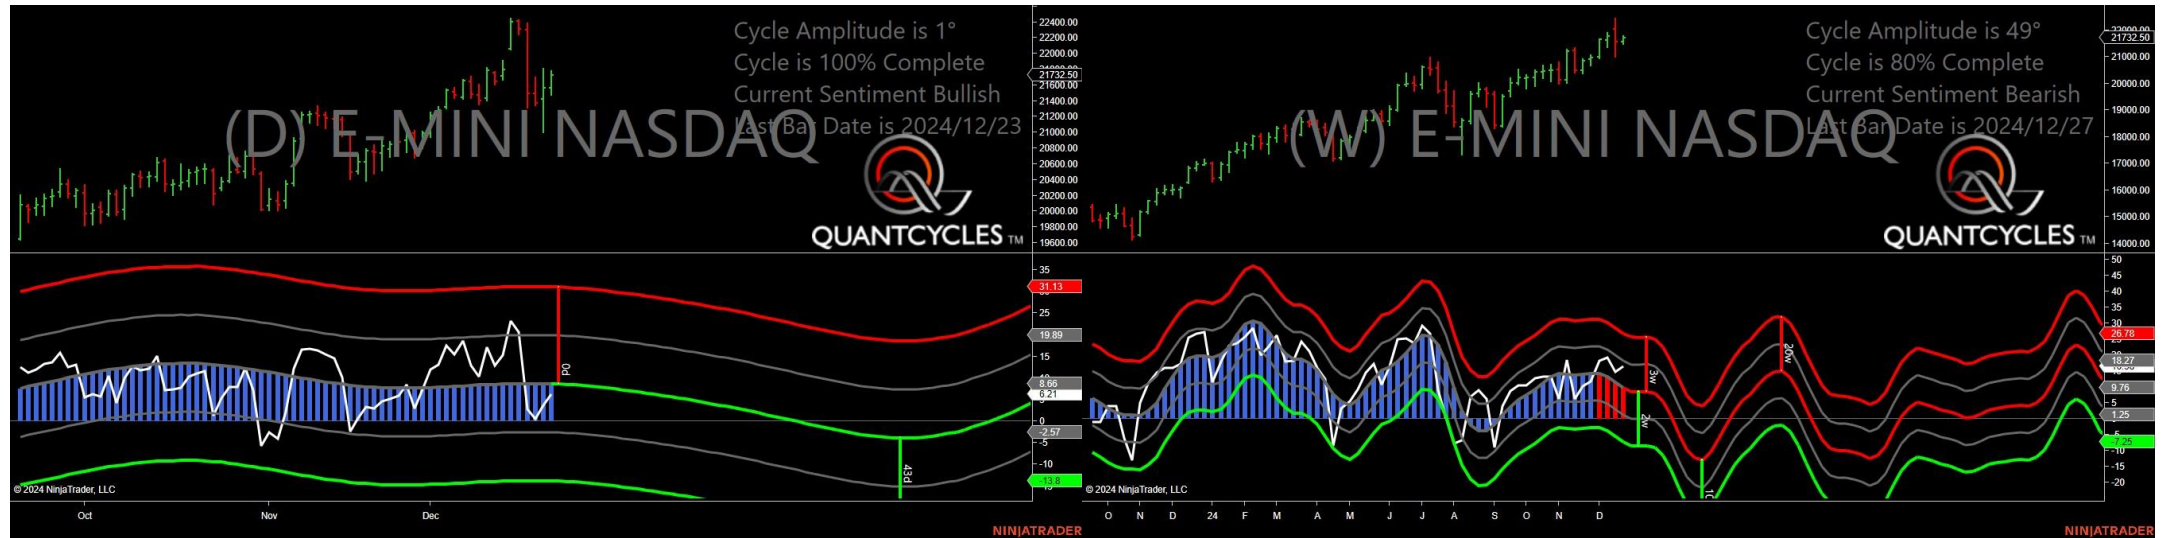 Cycle Amplitude is 1°
Cycle is 100% Complete
Current Sentiment Bullish
Last Bar Date is 2024/12/23
(D) E-MINI NASDAQ
QUANTCYCLES TM
22400.00
22200.00
22000.00
21732.50
21600.00
21400.00
21200.00
21000.00
20800.00
20600.00
20400.00
20200.00
20000.00
19800.00
19600.00
35
31.13
25
19.89
15
8.66
6.21
0
-2.57
-5
-10
-13.8
0d
43d
© 2024 NinjaTrader, LLC
Oct Nov Dec
NINJATRADER
Cycle Amplitude is 49°
Cycle is 80% Complete
Current Sentiment Bearish
Last Bar Date is 2024/12/27
(W) E-MINI NASDAQ
QUANTCYCLES TM
21732.50
21000.00
20000.00
19000.00
18000.00
17000.00
16000.00
15000.00
14000.00
50
45
40
35
30
26.78
18.27
9.76
5
1.25
-7.25
-10
-15
-20
3w
2w
20w
© 2024 NinjaTrader, LLC
O N D 24 F M A M J J A S O N D
NINJATRADER